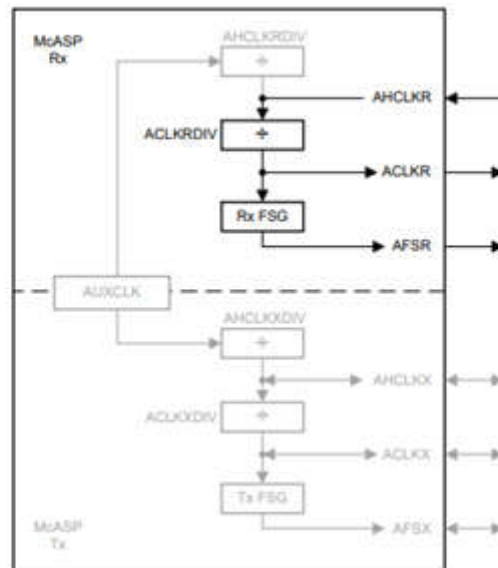 McASP
Rx
AHCLKRDIV
÷
AHCLKR
ACLKRDIV
÷
ACLKR
Rx FSG
AFSR
AUXCLK
AHCLKXDIV
÷
AHCLKX
ACLKXDIV
÷
ACLKX
Tx FSG
AFSX
McASP
Tx